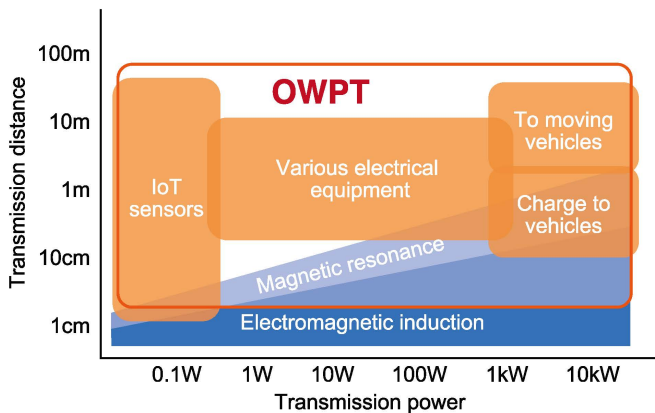 Transmission distance
100m
10m
1m
10cm
1cm
OWPT
IoT
sensors
Various electrical
equipment
To moving
vehicles
Charge to
vehicles
Magnetic resonance
Electromagnetic induction
0.1W
1W
10W
100W
1kW
10kW
Transmission power